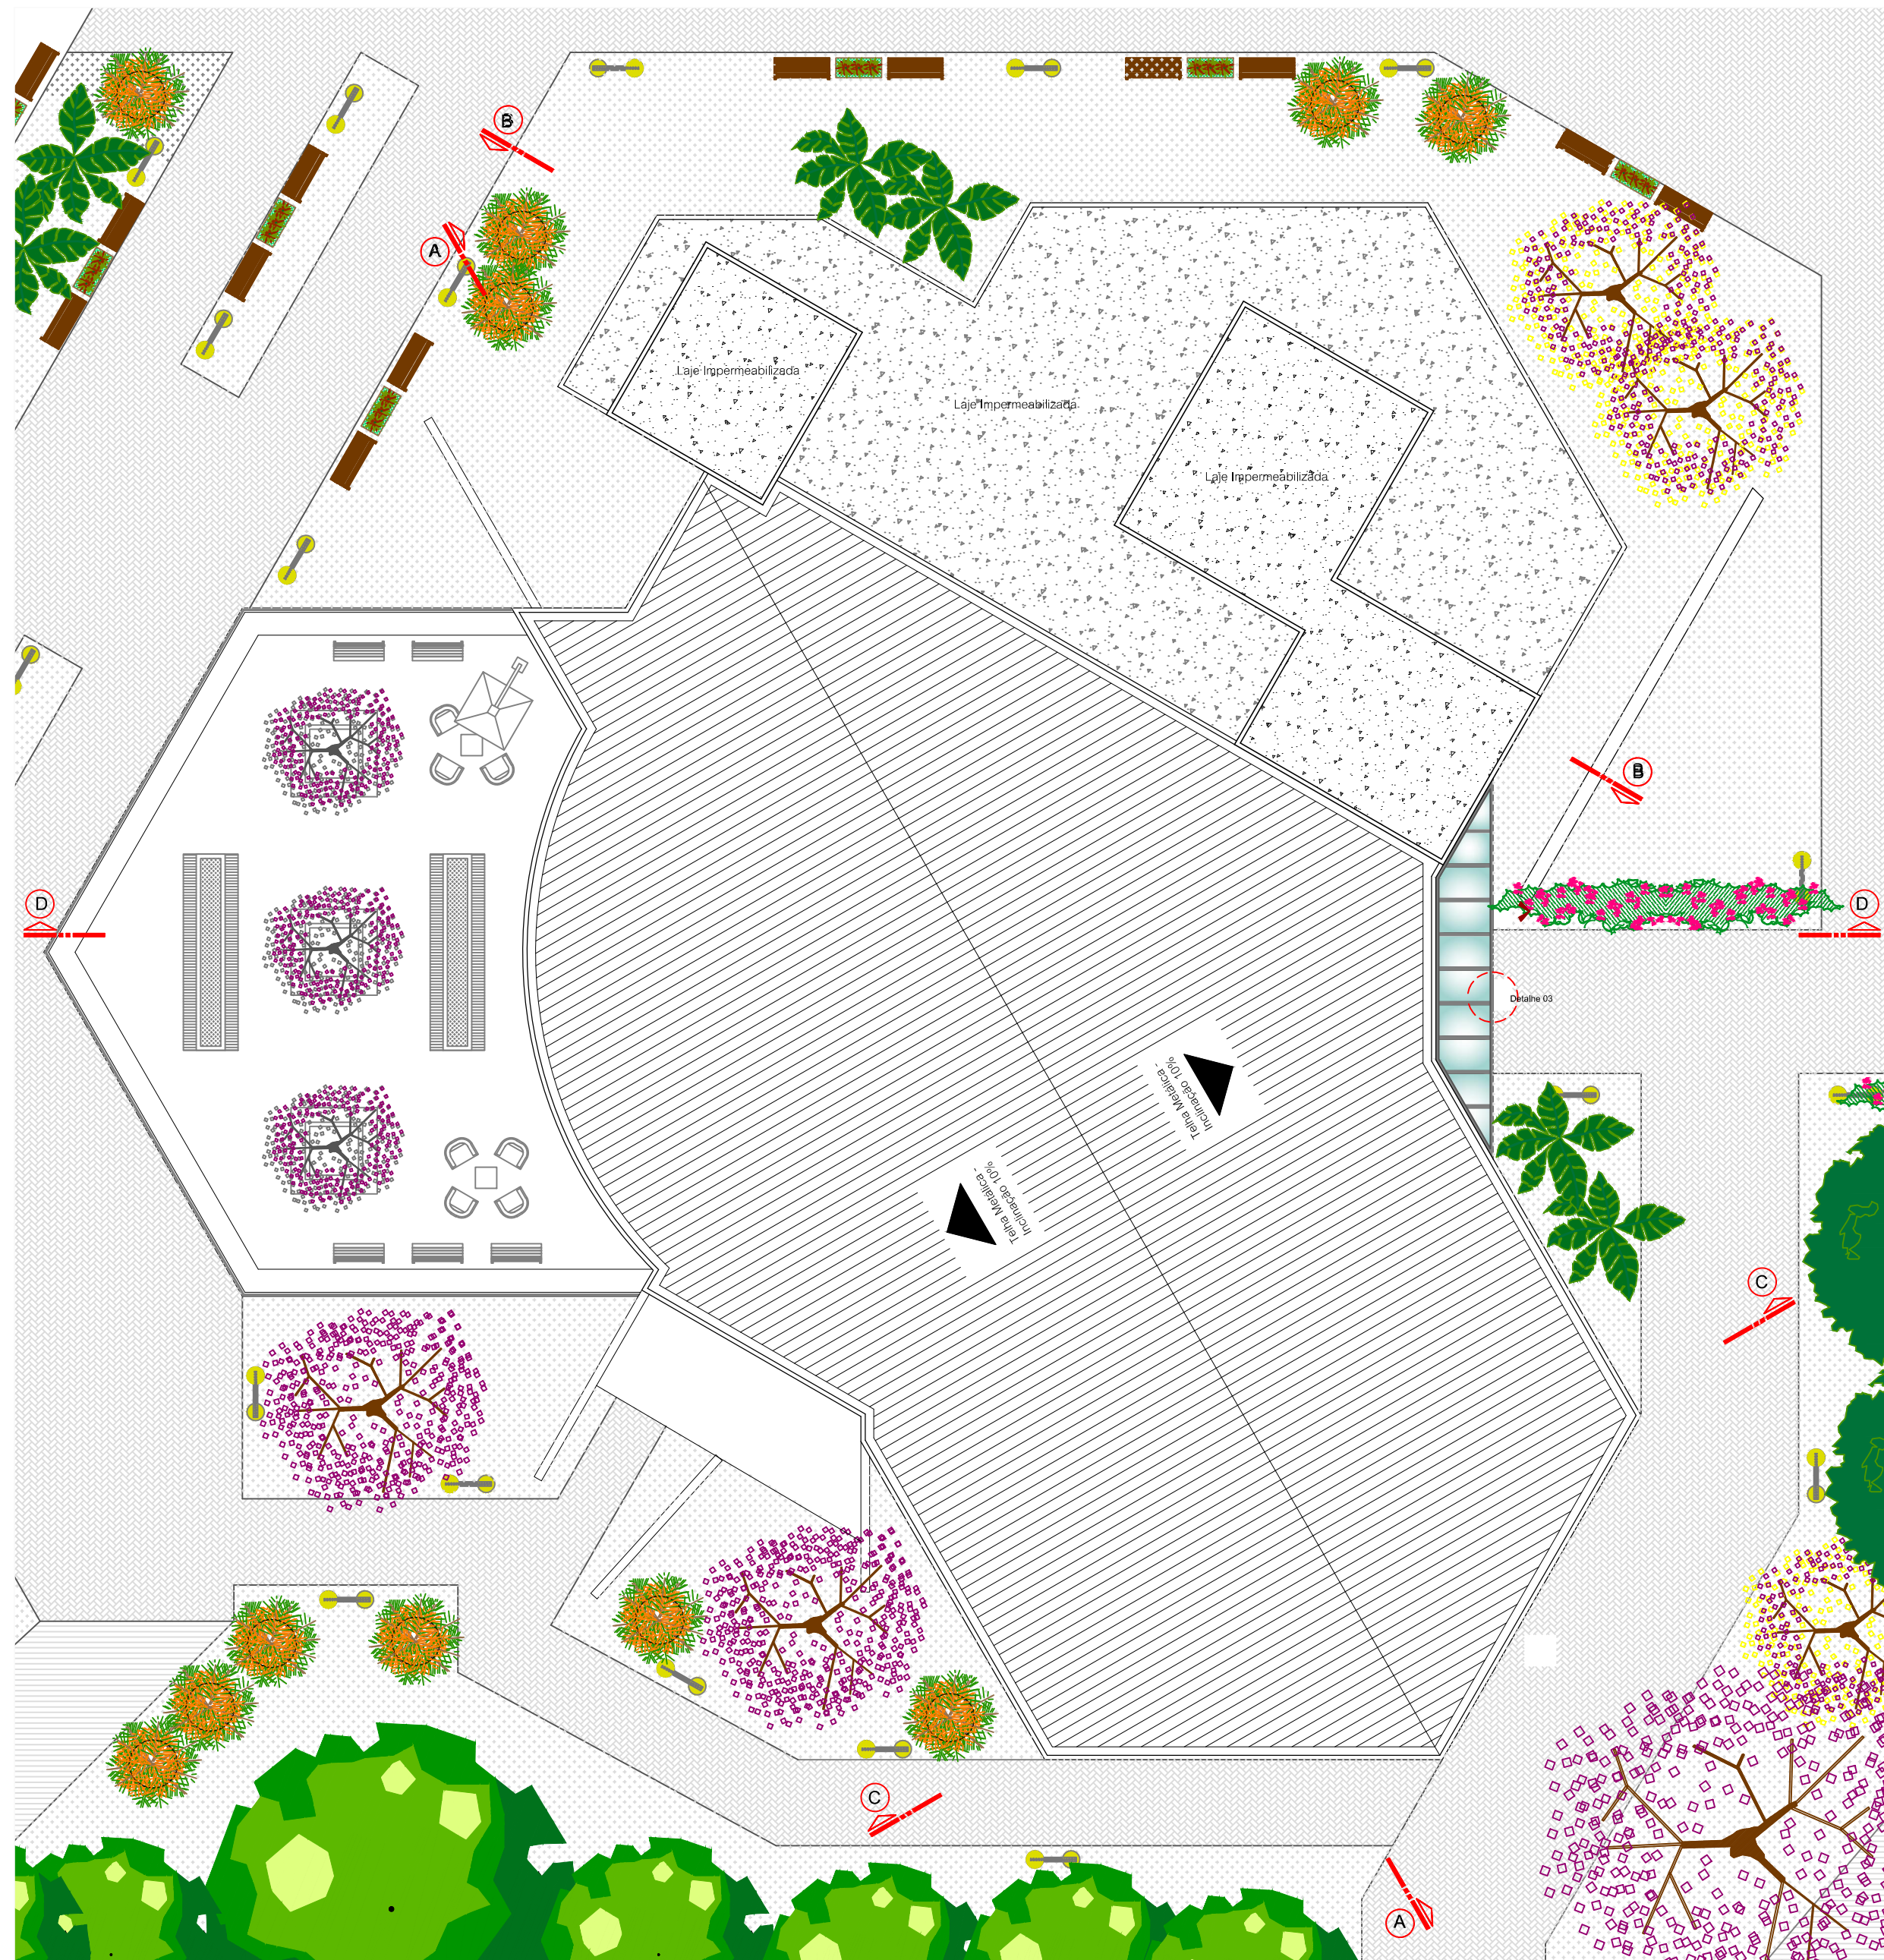 B
A
Laje Impermeabilizada
Laje Impermeabilizada
Laje Impermeabilizada
B
D
D
Detalhe 03
Telha Metálica -
Inclinação 10%
Telha Metálica -
Inclinação 10%
C
C
A